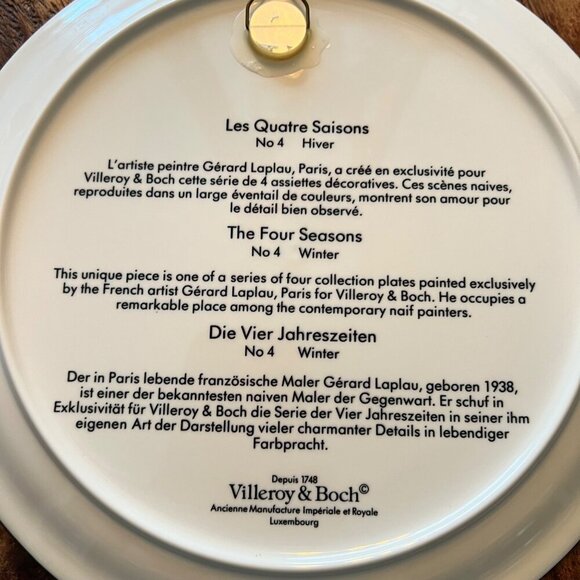 Les Quatre Saisons
No 4 Hiver
L'artiste peintre Gérard Laplau, Paris, a créé en exclusivité pour
Villeroy & Boch cette série de 4 assiettes décoratives. Ces scènes naives,
reproduites dans un large éventail de couleurs, montrent son amour pour
le détail bien observé.
The Four Seasons
No 4 Winter
This unique piece is one of a series of four collection plates painted exclusively
by the French artist Gérard Laplau, Paris for Villeroy & Boch. He occupies a
remarkable place among the contemporary naif painters.
Die Vier Jahreszeiten
No 4 Winter
Der in Paris lebende französische Maler Gérard Laplau, geboren 1938,
ist einer der bekanntesten naiven Maler der Gegenwart. Er schuf in
Exklusivität für Villeroy & Boch die Serie der Vier Jahreszeiten in seiner ihm
eigenen Art der Darstellung vieler charmanter Details in lebendiger
Farbpracht.
Depuis 1748
Villeroy & Boch©
Ancienne Manufacture Impériale et Royale
Luxembourg